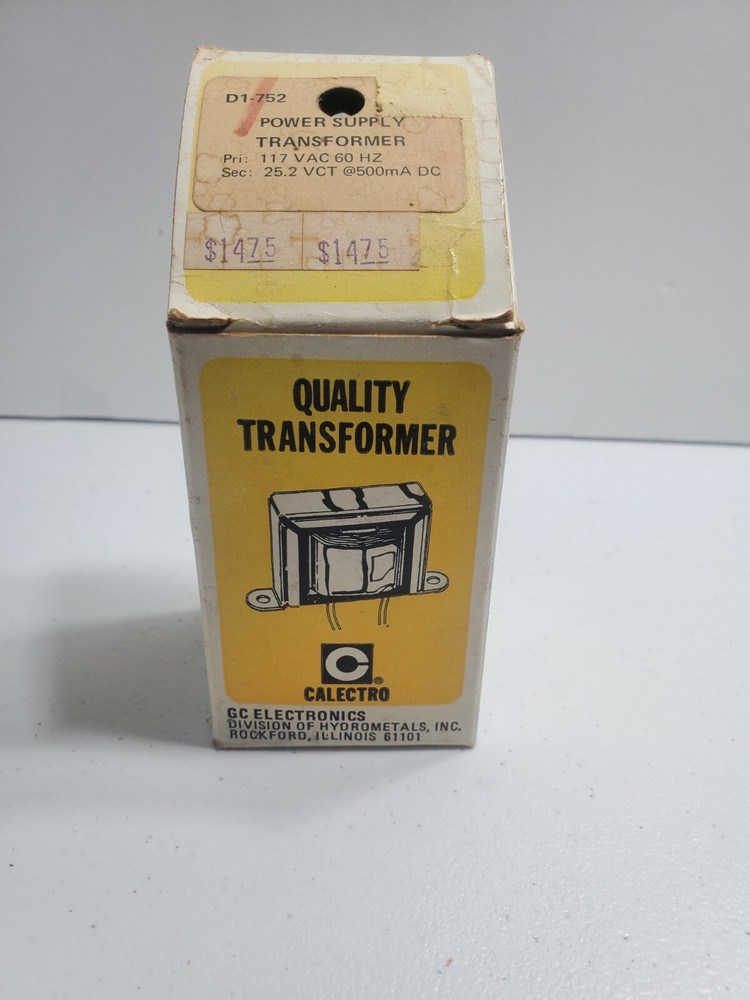 D1-752
POWER SUPPLY
TRANSFORMER
Pri: 117 VAC 60 HZ
Sec: 25.2 VCT @500mA DC
$1475 $1475
QUALITY
TRANSFORMER
C
®
CALECTRO
GC ELECTRONICS
DIVISION OF HYDROMETALS, INC.
ROCKFORD, ILLINOIS 61101